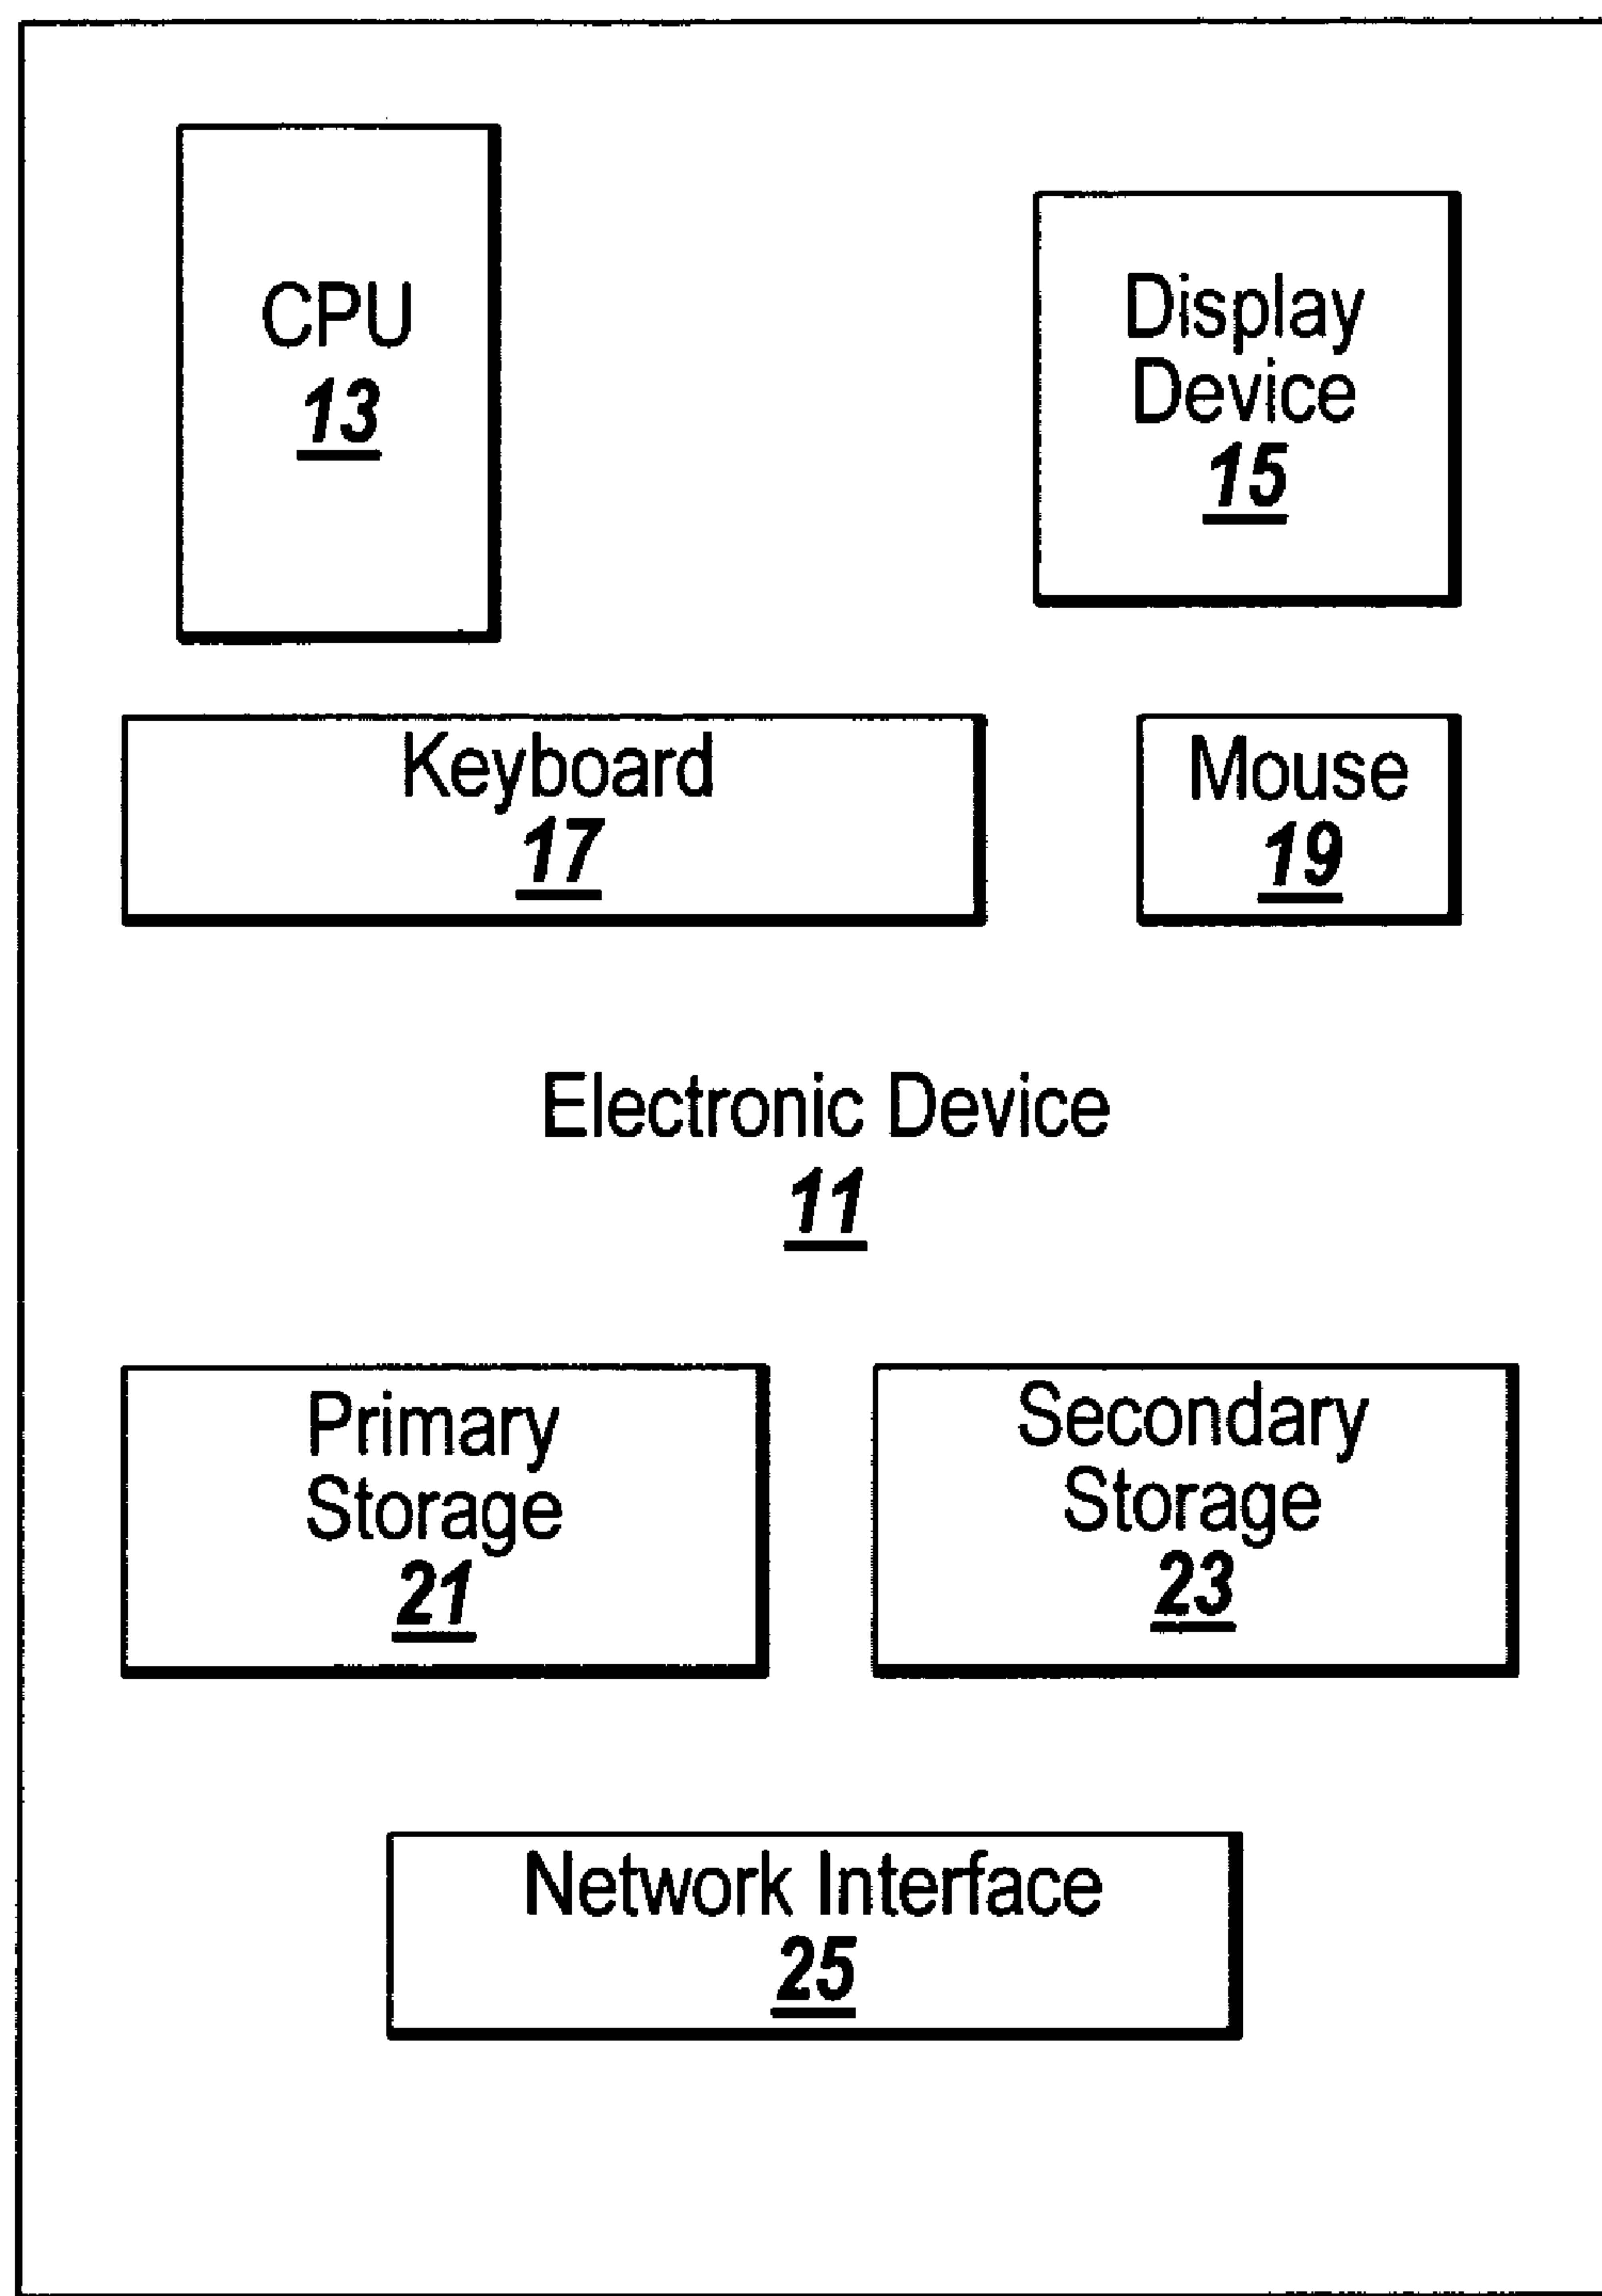 CPU
13
Display
Device
15
Keyboard
17
Mouse
19
Electronic Device
11
Primary
Storage
21
Secondary
Storage
23
Network Interface
25